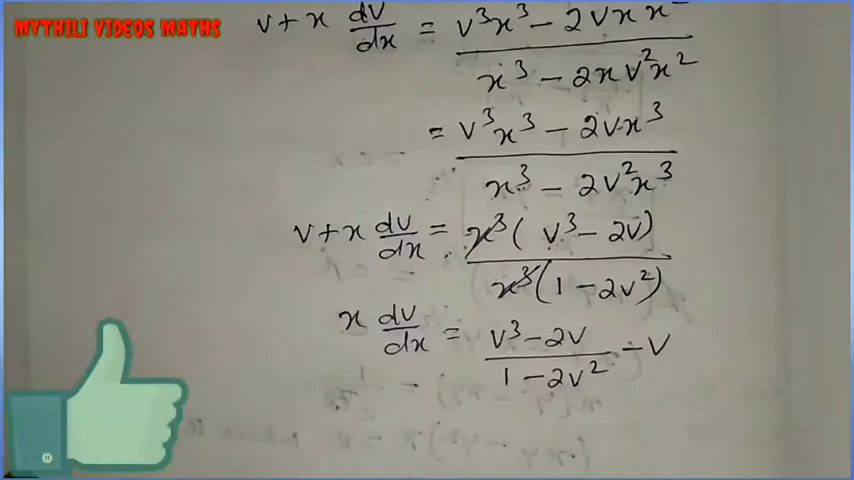 MYTHILI VIDEOS MATHS
v + x dv/dx = (v³x³ - 2vx x²)/(x³ - 2x v²x²)
= (v³x³ - 2vx³)/(x³ - 2v²x³)
v + x dv/dx = x³(v³ - 2v)/x³(1 - 2v²)
x dv/dx = (v³ - 2v)/(1 - 2v²) - v